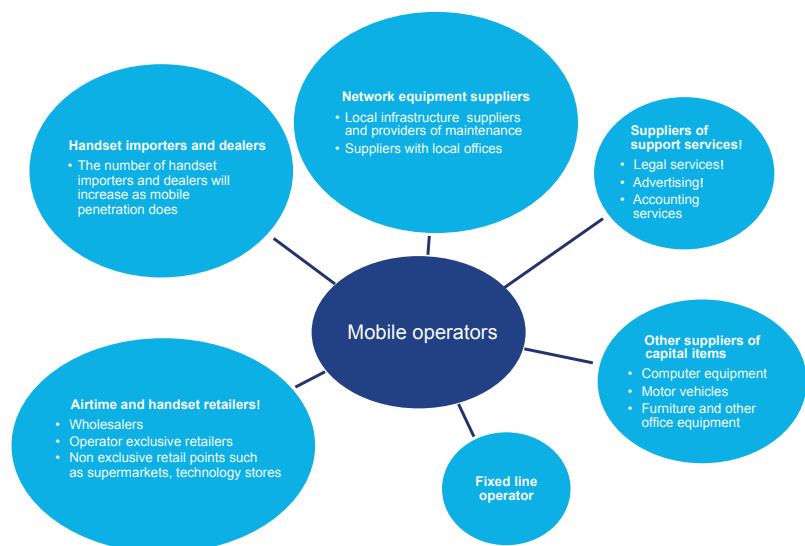 Network equipment suppliers
• Local infrastructure suppliers
and providers of maintenance
• Suppliers with local offices
Handset importers and dealers
• The number of handset
importers and dealers will
increase as mobile
penetration does
Suppliers of
support services!
• Legal services!
• Advertising!
• Accounting
services
Mobile operators
Other suppliers of
capital items
• Computer equipment
• Motor vehicles
• Furniture and other
office equipment
Airtime and handset retailers!
• Wholesalers
• Operator exclusive retailers
• Non exclusive retail points such
as supermarkets, technology stores
Fixed line
operator